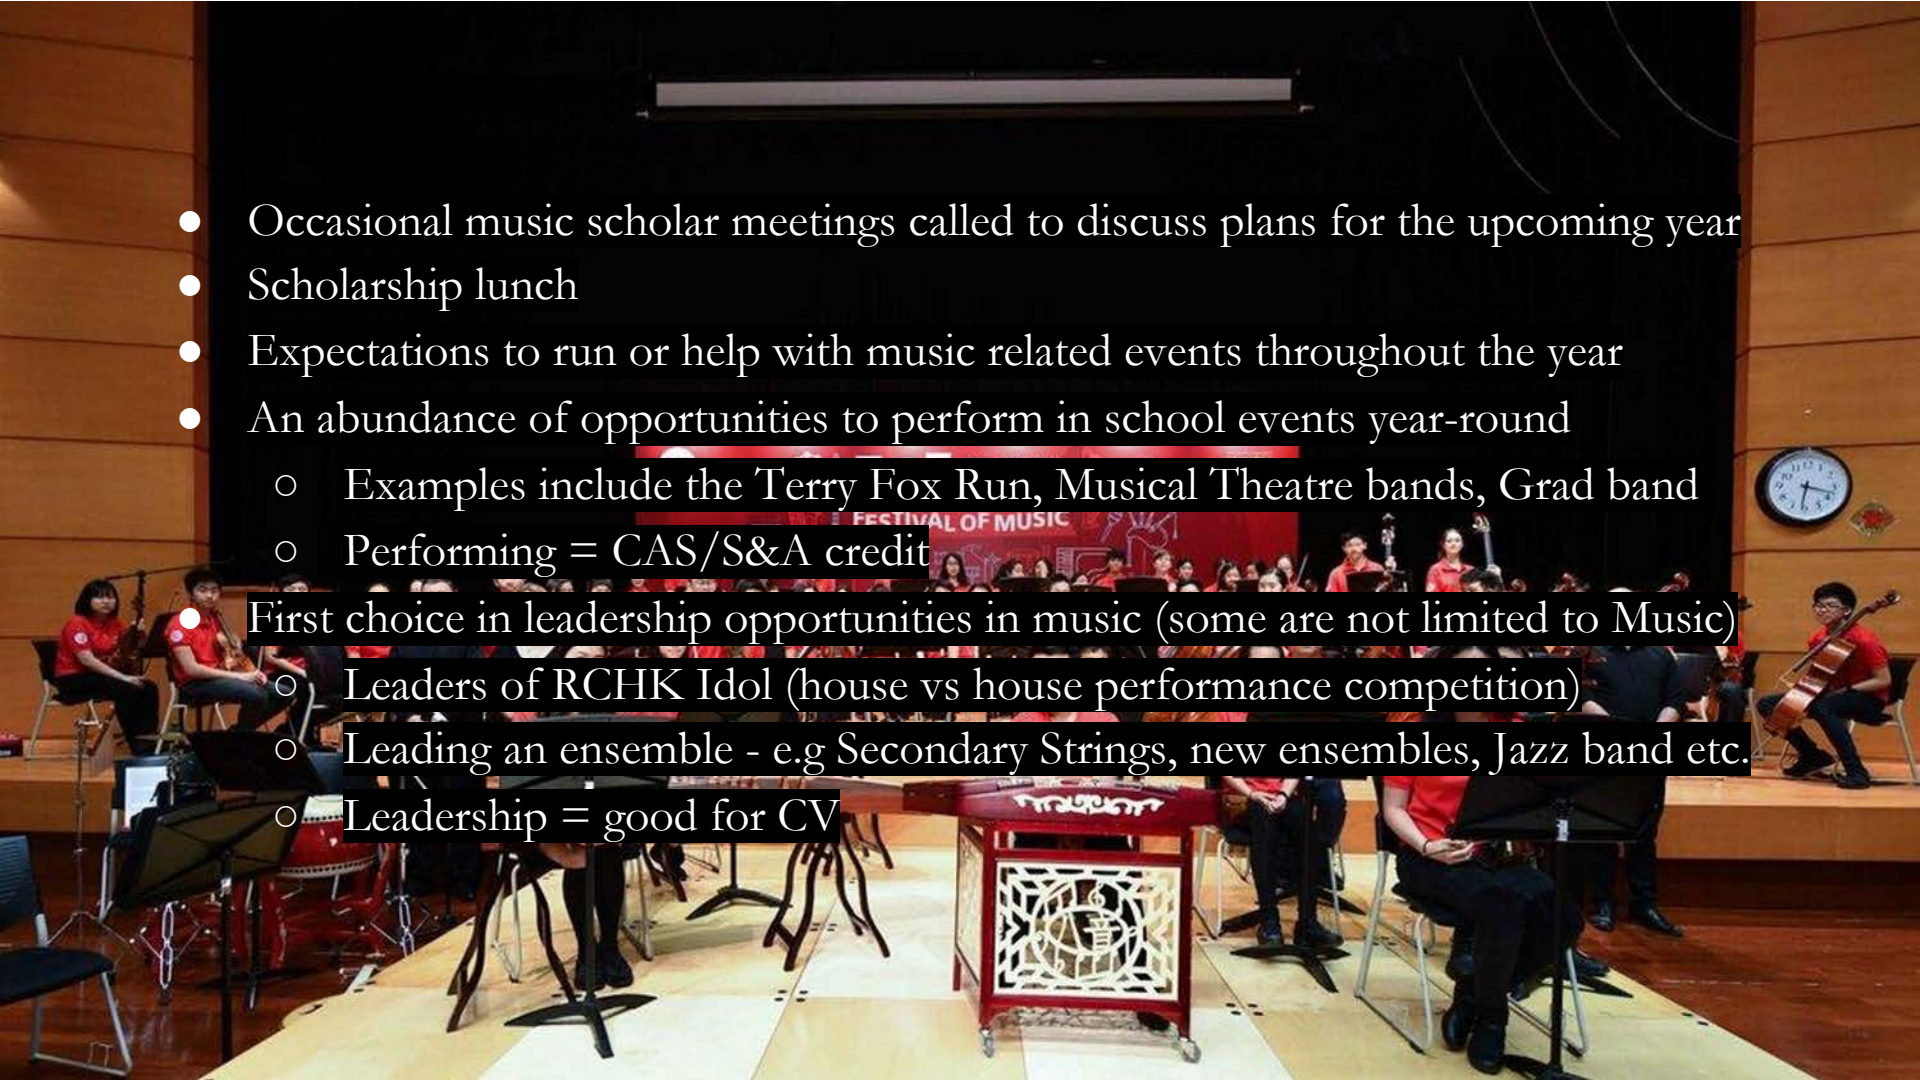 ● Occasional music scholar meetings called to discuss plans for the upcoming year
● Scholarship lunch
● Expectations to run or help with music related events throughout the year
● An abundance of opportunities to perform in school events year-round
○ Examples include the Terry Fox Run, Musical Theatre bands, Grad band
FESTIVAL OF MUSIC
○ Performing = CAS/S&A credit
● First choice in leadership opportunities in music (some are not limited to Music)
○ Leaders of RCHK Idol (house vs house performance competition)
○ Leading an ensemble - e.g Secondary Strings, new ensembles, Jazz band etc.
○ Leadership = good for CV
音